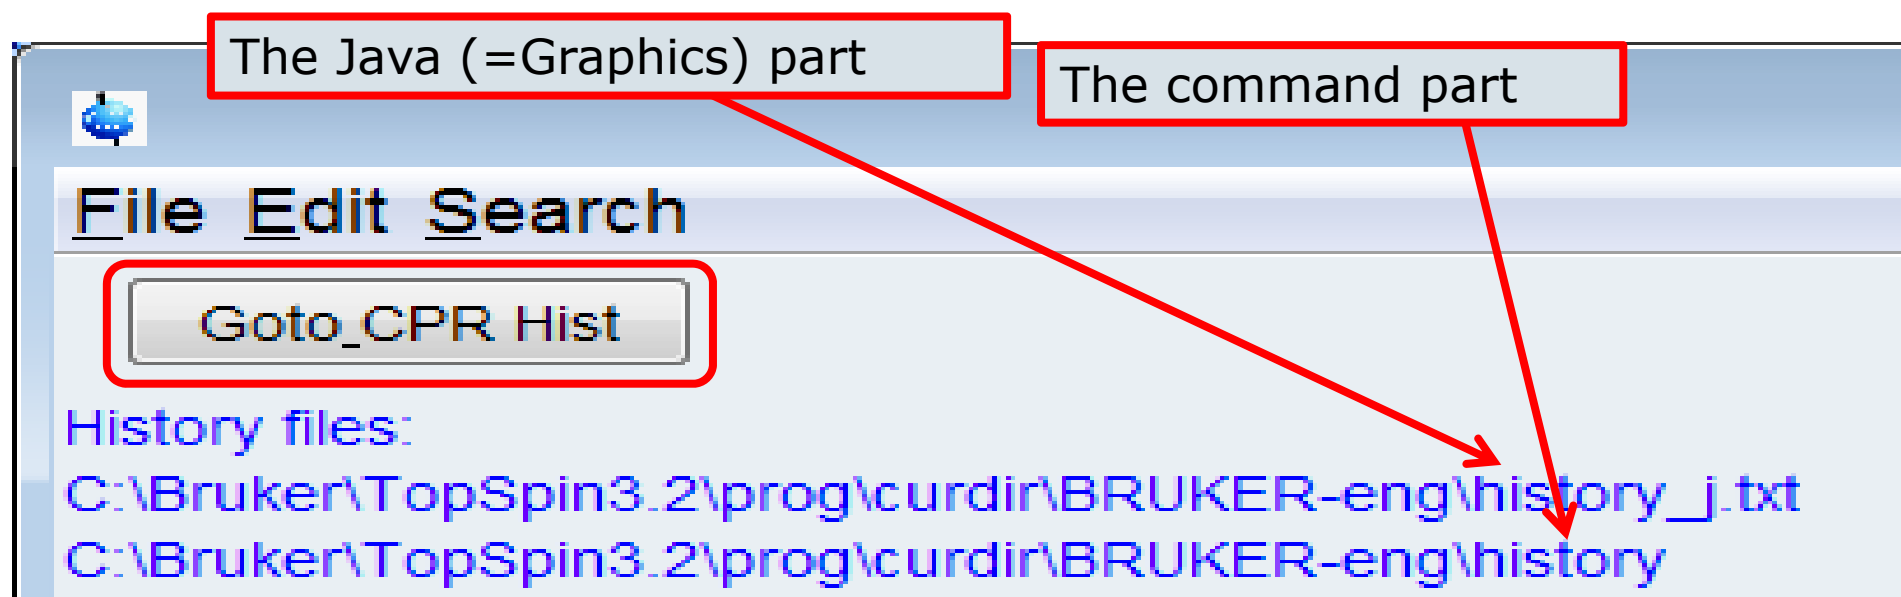 The Java (=Graphics) part
The command part
File Edit Search
Goto_CPR Hist
History files:
C:\Bruker\TopSpin3.2\prog\curdir\BRUKER-eng\history_j.txt
C:\Bruker\TopSpin3.2\prog\curdir\BRUKER-eng\history